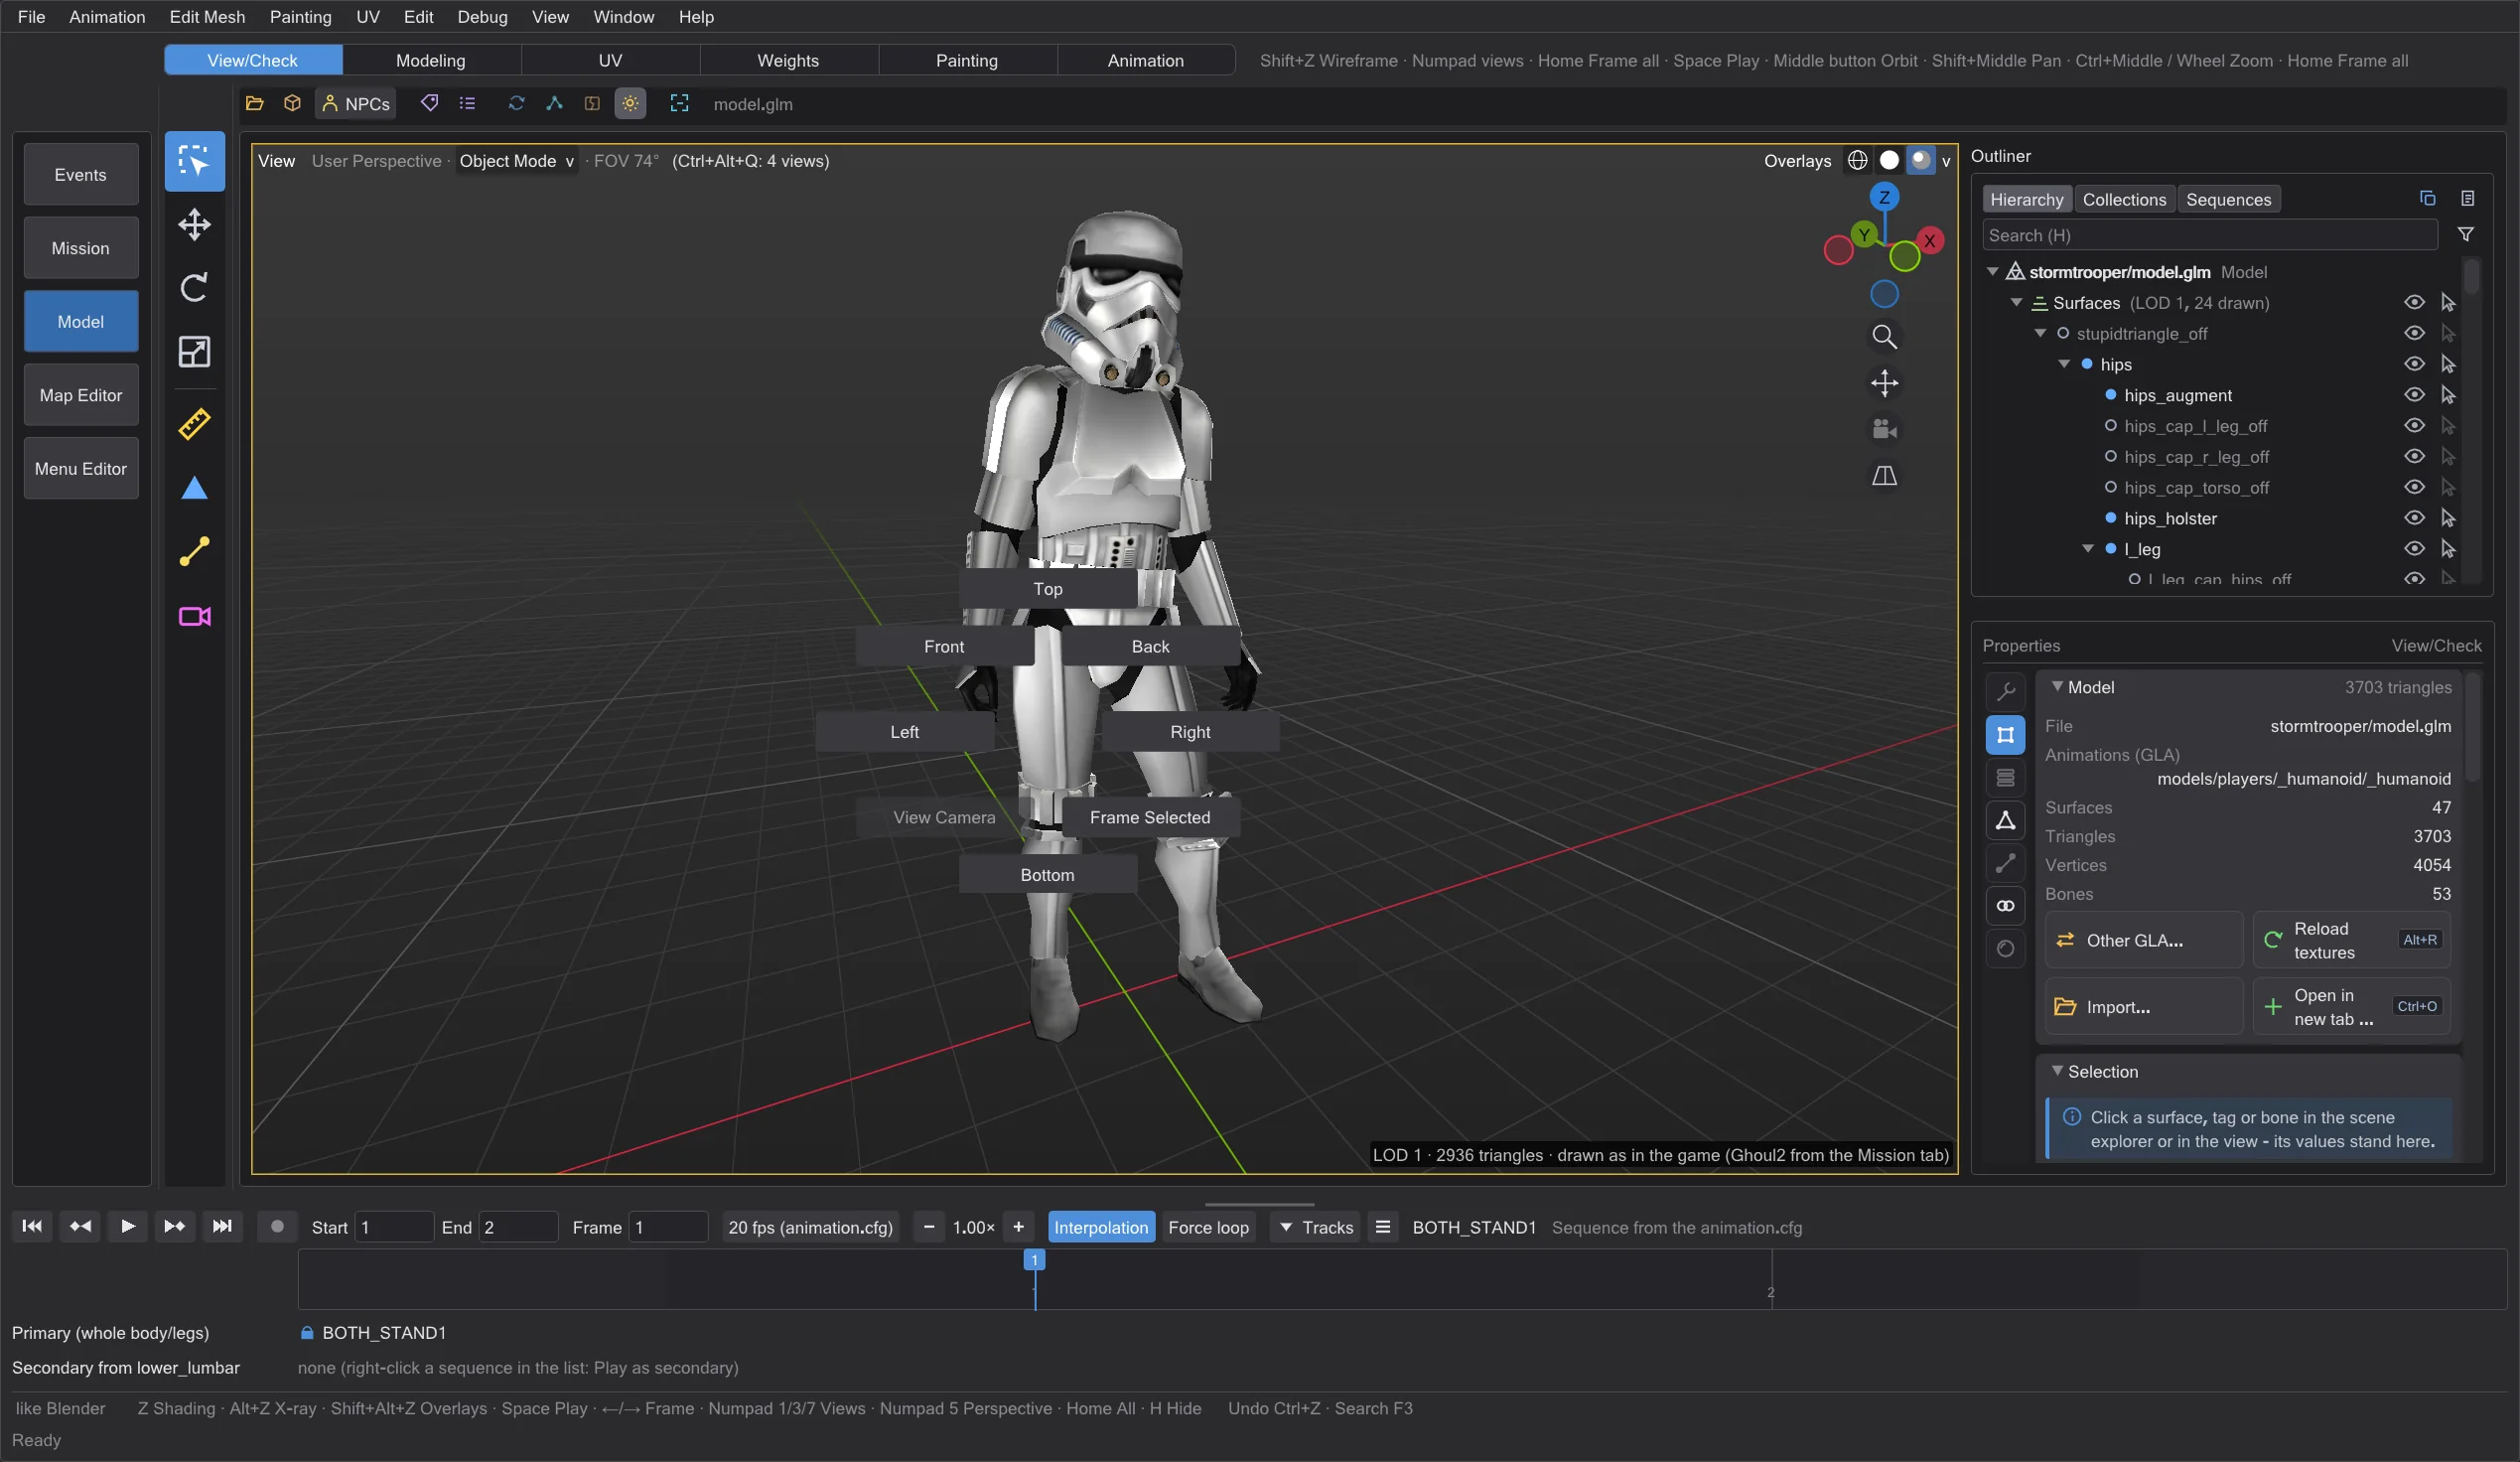 File Animation Edit Mesh Painting UV Edit Debug View Window Help
View/Check Modeling UV Weights Painting Animation Shift+Z Wireframe · Numpad views · Home Frame all · Space Play · Middle button Orbit · Shift+Middle Pan · Ctrl+Middle / Wheel Zoom · Home Frame all
NPCs model.glm
Events
Mission
Model
Map Editor
Menu Editor
View User Perspective · Object Mode v · FOV 74° (Ctrl+Alt+Q: 4 views) Overlays v
Z
Y
X
Top
Front Back
Left Right
View Camera Frame Selected
Bottom
LOD 1 · 2936 triangles · drawn as in the game (Ghoul2 from the Mission tab)
Outliner
Hierarchy Collections Sequences
Search (H)
stormtrooper/model.glm Model
Surfaces (LOD 1, 24 drawn)
stupidtriangle_off
hips
hips_augment
hips_cap_l_leg_off
hips_cap_r_leg_off
hips_cap_torso_off
hips_holster
l_leg
l_leg_cap_hips_off
Properties View/Check
Model 3703 triangles
File stormtrooper/model.glm
Animations (GLA)
models/players/_humanoid/_humanoid
Surfaces 47
Triangles 3703
Vertices 4054
Bones 53
Other GLA...
Reload textures Alt+R
Import...
Open in new tab ... Ctrl+O
Selection
Click a surface, tag or bone in the scene
explorer or in the view - its values stand here.
Start 1 End 2 Frame 1 20 fps (animation.cfg) − 1.00× + Interpolation Force loop Tracks BOTH_STAND1 Sequence from the animation.cfg
1
2
Primary (whole body/legs) BOTH_STAND1
Secondary from lower_lumbar none (right-click a sequence in the list: Play as secondary)
like Blender Z Shading · Alt+Z X-ray · Shift+Alt+Z Overlays · Space Play · ←/→ Frame · Numpad 1/3/7 Views · Numpad 5 Perspective · Home All · H Hide Undo Ctrl+Z · Search F3
Ready